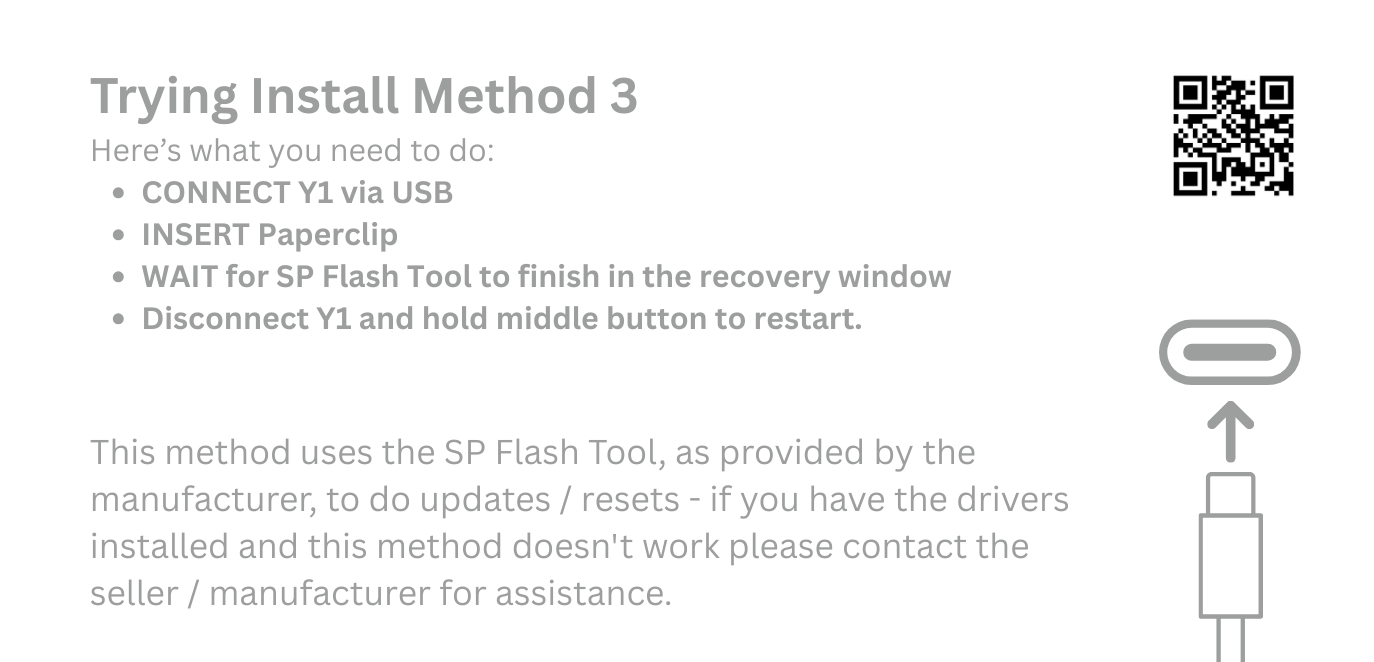 Trying Install Method 3
Here’s what you need to do:
• CONNECT Y1 via USB
• INSERT Paperclip
• WAIT for SP Flash Tool to finish in the recovery window
• Disconnect Y1 and hold middle button to restart.
This method uses the SP Flash Tool, as provided by the
manufacturer, to do updates / resets - if you have the drivers
installed and this method doesn't work please contact the
seller / manufacturer for assistance.